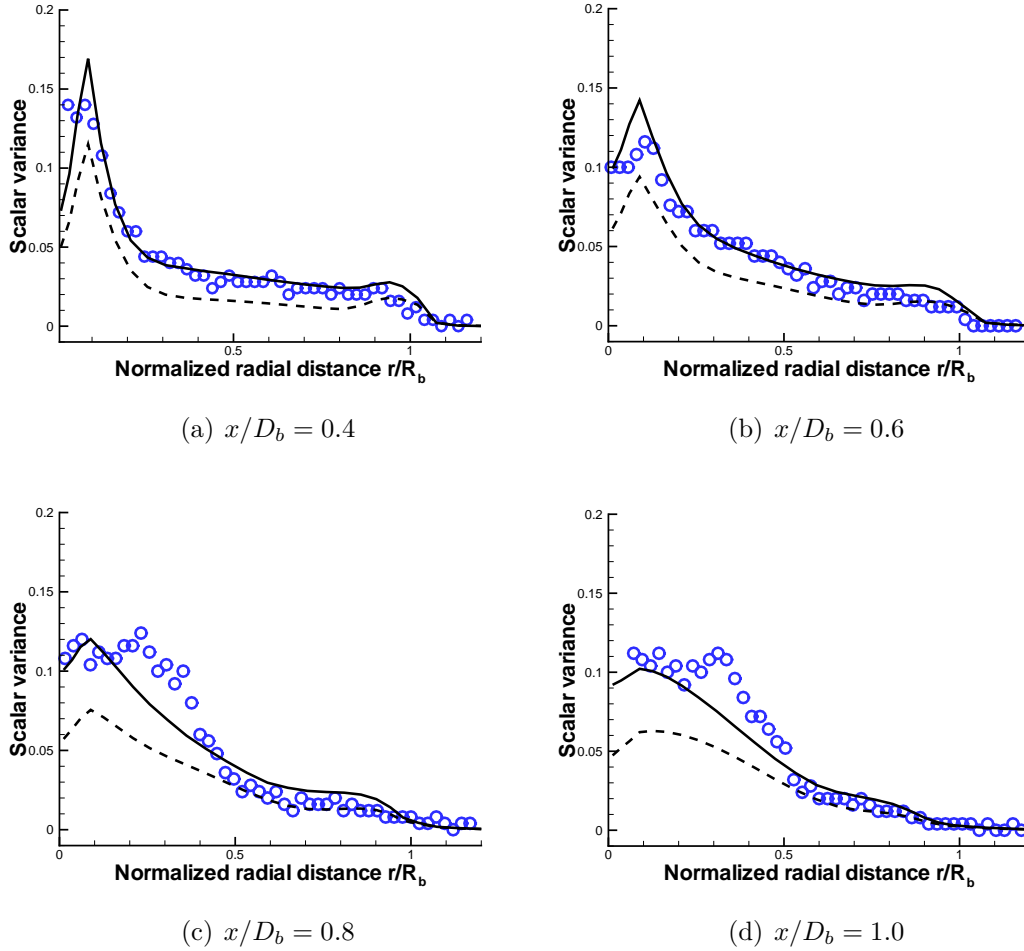 0.2
0.15
0.1
0.05
0
0.5
1
Scalar variance
Normalized radial distance r/R_b
(a) x/D_b = 0.4
0.2
0.15
0.1
0.05
0
0
0.5
1
Scalar variance
Normalized radial distance r/R_b
(b) x/D_b = 0.6
0.2
0.15
0.1
0.05
0
0
0.5
1
Scalar variance
Normalized radial distance r/R_b
(c) x/D_b = 0.8
0.2
0.15
0.1
0.05
0
0
0.5
1
Scalar variance
Normalized radial distance r/R_b
(d) x/D_b = 1.0